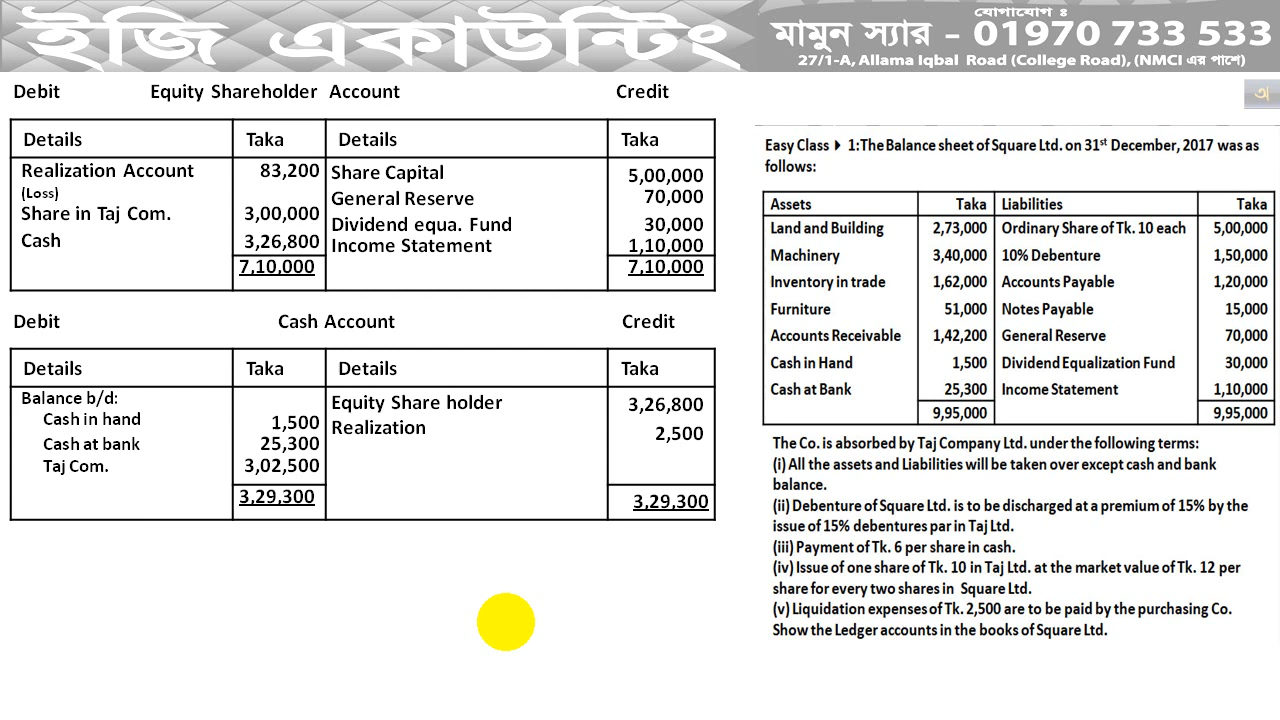 ইজি একাউন্টিং
যোগাযোগ ঃ
মামুন স্যার – 01970 733 533
27/1-A, Allama Iqbal Road (College Road), (NMCI এর পাশে)
অ
Debit Equity Shareholder Account Credit
Details Taka Details Taka
Realization Account 83,200 Share Capital 5,00,000
(Loss) General Reserve 70,000
Share in Taj Com. 3,00,000 Dividend equa. Fund 30,000
Cash 3,26,800 Income Statement 1,10,000
7,10,000 7,10,000
Debit Cash Account Credit
Details Taka Details Taka
Balance b/d: Equity Share holder 3,26,800
Cash in hand 1,500 Realization 2,500
Cash at bank 25,300
Taj Com. 3,02,500
3,29,300 3,29,300
Easy Class 1:The Balance sheet of Square Ltd. on 31st December, 2017 was as
follows:
Assets Taka Liabilities Taka
Land and Building 2,73,000 Ordinary Share of Tk. 10 each 5,00,000
Machinery 3,40,000 10% Debenture 1,50,000
Inventory in trade 1,62,000 Accounts Payable 1,20,000
Furniture 51,000 Notes Payable 15,000
Accounts Receivable 1,42,200 General Reserve 70,000
Cash in Hand 1,500 Dividend Equalization Fund 30,000
Cash at Bank 25,300 Income Statement 1,10,000
9,95,000 9,95,000
The Co. is absorbed by Taj Company Ltd. under the following terms:
(i) All the assets and Liabilities will be taken over except cash and bank
balance.
(ii) Debenture of Square Ltd. is to be discharged at a premium of 15% by the
issue of 15% debentures par in Taj Ltd.
(iii) Payment of Tk. 6 per share in cash.
(iv) Issue of one share of Tk. 10 in Taj Ltd. at the market value of Tk. 12 per
share for every two shares in Square Ltd.
(v) Liquidation expenses of Tk. 2,500 are to be paid by the purchasing Co.
Show the Ledger accounts in the books of Square Ltd.